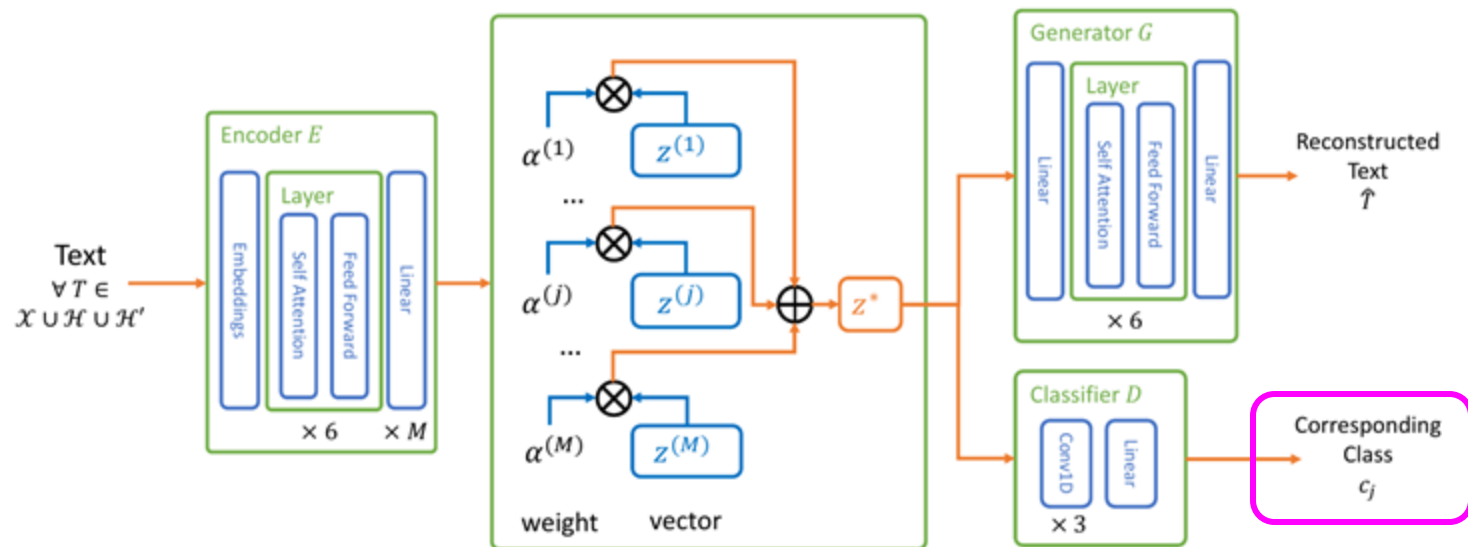 Text
∀ T ∈
𝒳 ∪ ℋ ∪ ℋ′
Encoder E
Embeddings
Layer
Self Attention
Feed Forward
Linear
× 6
× M
α⁽¹⁾
z⁽¹⁾
...
α⁽ʲ⁾
z⁽ʲ⁾
...
α⁽ᴹ⁾
z⁽ᴹ⁾
weight
vector
z*
Generator G
Linear
Layer
Self Attention
Feed Forward
Linear
× 6
Reconstructed
Text
T̂
Classifier D
Conv1D
Linear
× 3
Corresponding
Class
cⱼ